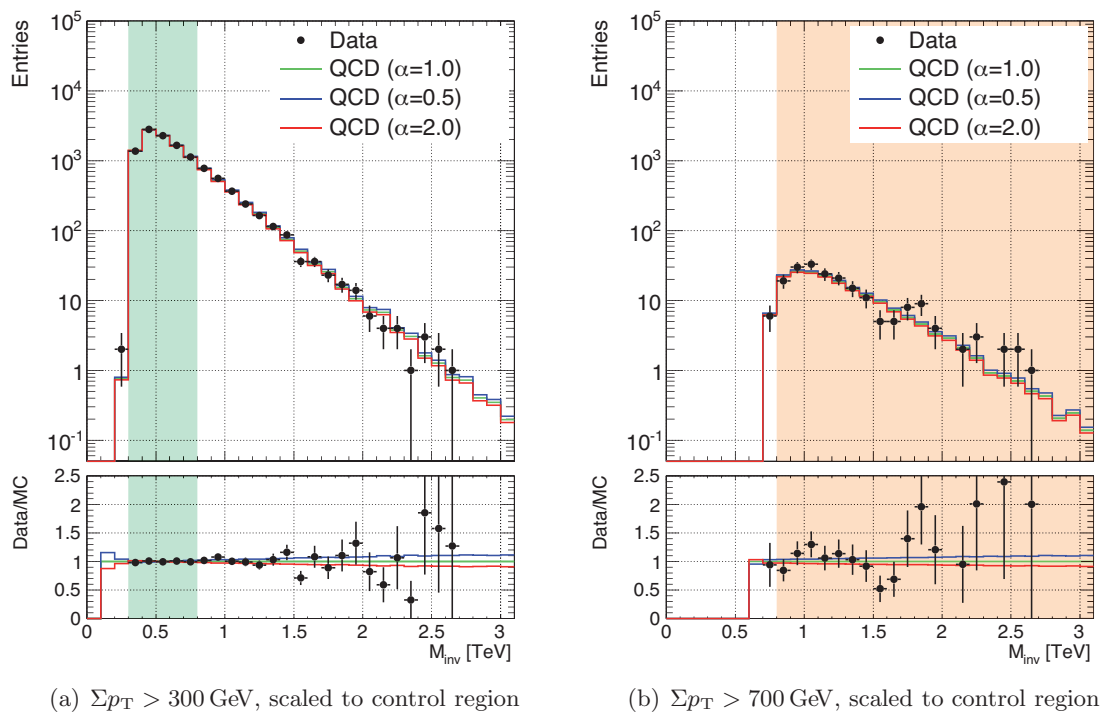 Entries
10^5
10^4
10^3
10^2
10
1
10^-1
Data
QCD (α=1.0)
QCD (α=0.5)
QCD (α=2.0)
Data/MC
2.5
2
1.5
1
0.5
0
0 0.5 1 1.5 2 2.5 3
M_inv [TeV]
(a) Σp_T > 300 GeV, scaled to control region
Entries
10^5
10^4
10^3
10^2
10
1
10^-1
Data
QCD (α=1.0)
QCD (α=0.5)
QCD (α=2.0)
Data/MC
2.5
2
1.5
1
0.5
0
0 0.5 1 1.5 2 2.5 3
M_inv [TeV]
(b) Σp_T > 700 GeV, scaled to control region